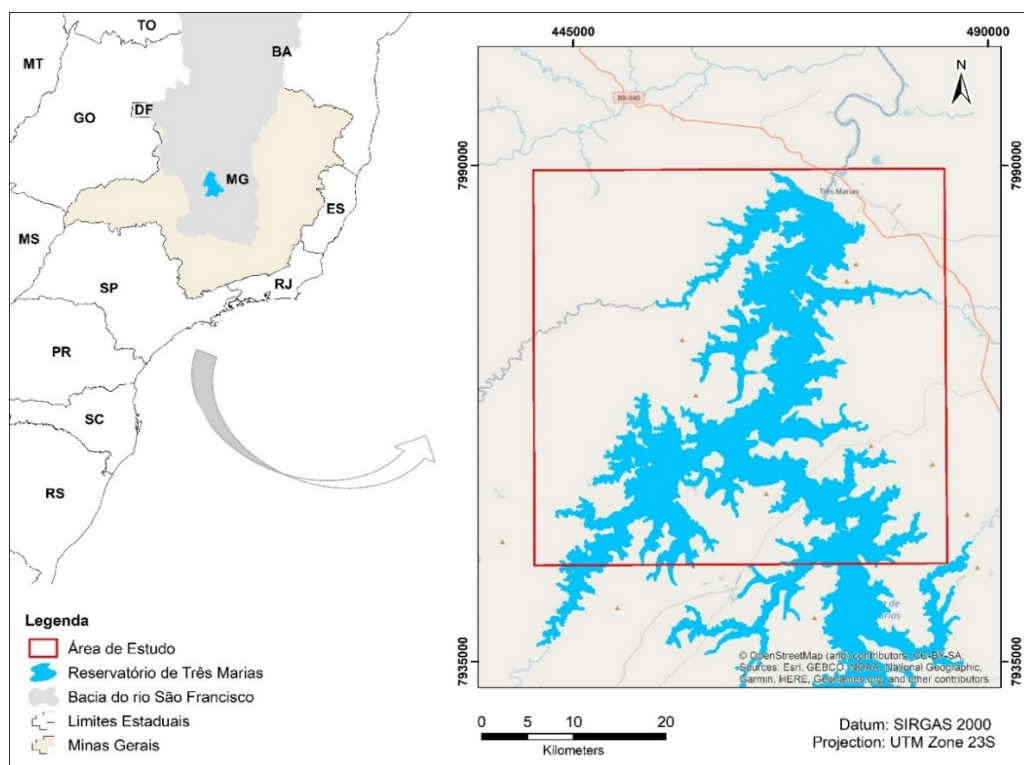 TO
BA
MT
DF
GO
MG
ES
MS
RJ
SP
PR
SC
RS
Legenda
Área de Estudo
Reservatório de Três Marias
Bacia do rio São Francisco
Limites Estaduais
Minas Gerais
445000
490000
N
BR-040
7990000
7990000
Três Marias
7935000
7935000
© OpenStreetMap (and) contributors, CC-BY-SA;
Sources: Esri, GEBCO, NOAA, National Geographic,
Garmin, HERE, Geonames.org, and other contributors
0 5 10 20
Kilometers
Datum: SIRGAS 2000
Projection: UTM Zone 23S